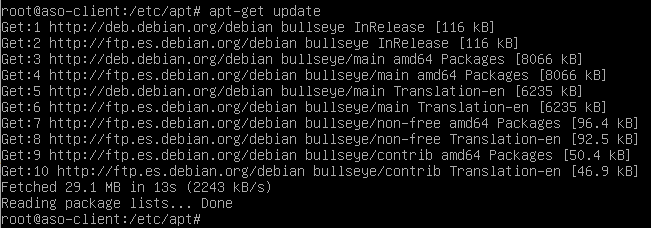 root@aso-client:/etc/apt# apt-get update
Get:1 http://deb.debian.org/debian bullseye InRelease [116 kB]
Get:2 http://ftp.es.debian.org/debian bullseye InRelease [116 kB]
Get:3 http://deb.debian.org/debian bullseye/main amd64 Packages [8066 kB]
Get:4 http://ftp.es.debian.org/debian bullseye/main amd64 Packages [8066 kB]
Get:5 http://deb.debian.org/debian bullseye/main Translation-en [6235 kB]
Get:6 http://ftp.es.debian.org/debian bullseye/main Translation-en [6235 kB]
Get:7 http://ftp.es.debian.org/debian bullseye/non-free amd64 Packages [96.4 kB]
Get:8 http://ftp.es.debian.org/debian bullseye/non-free Translation-en [92.5 kB]
Get:9 http://ftp.es.debian.org/debian bullseye/contrib amd64 Packages [50.4 kB]
Get:10 http://ftp.es.debian.org/debian bullseye/contrib Translation-en [46.9 kB]
Fetched 29.1 MB in 13s (2243 kB/s)
Reading package lists... Done
root@aso-client:/etc/apt#